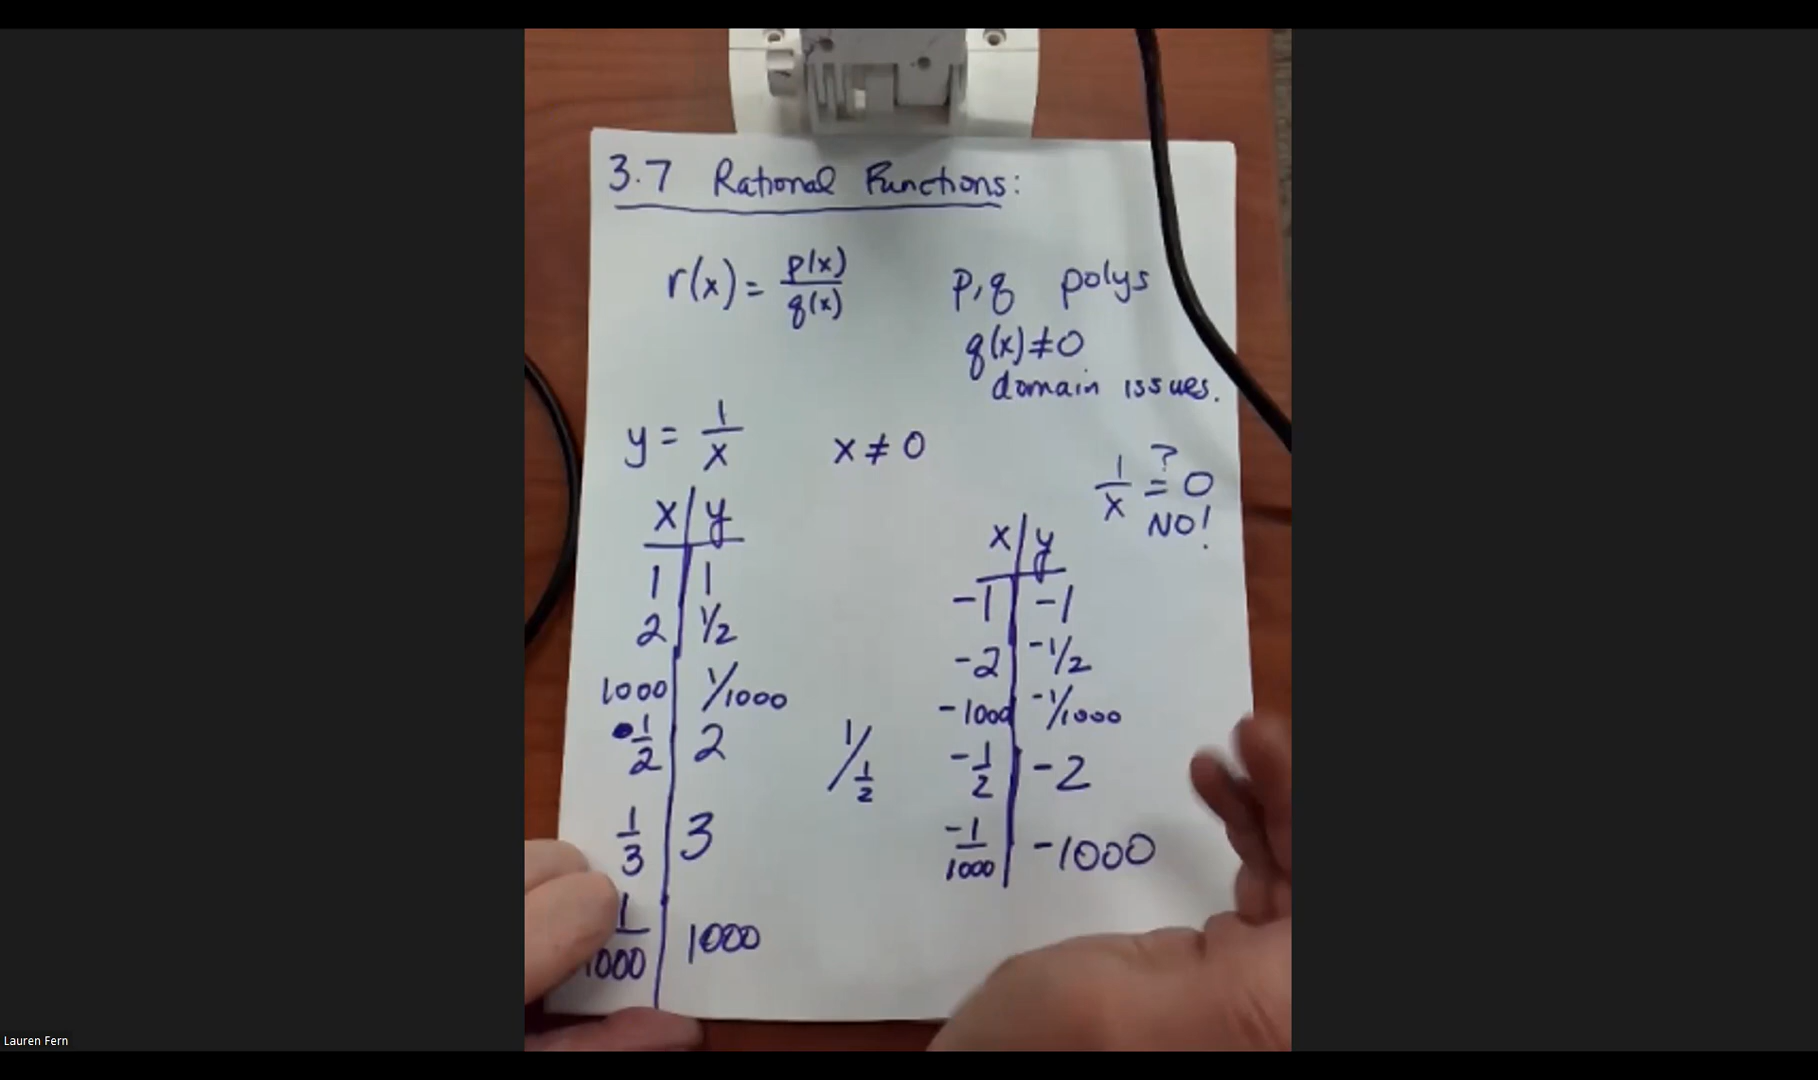 3.7 Rational Functions:
r(x) = p(x)/q(x)
p, q polys
q(x) ≠ 0
domain issues.
y = 1/x
x ≠ 0
1/x ?= 0
NO!
x | y
1 | 1
2 | 1/2
1000 | 1/1000
1/2 | 2
1/1/2
1/3 | 3
1/1000 | 1000
x | y
-1 | -1
-2 | -1/2
-1000 | -1/1000
-1/2 | -2
-1/1000 | -1000
Lauren Fern